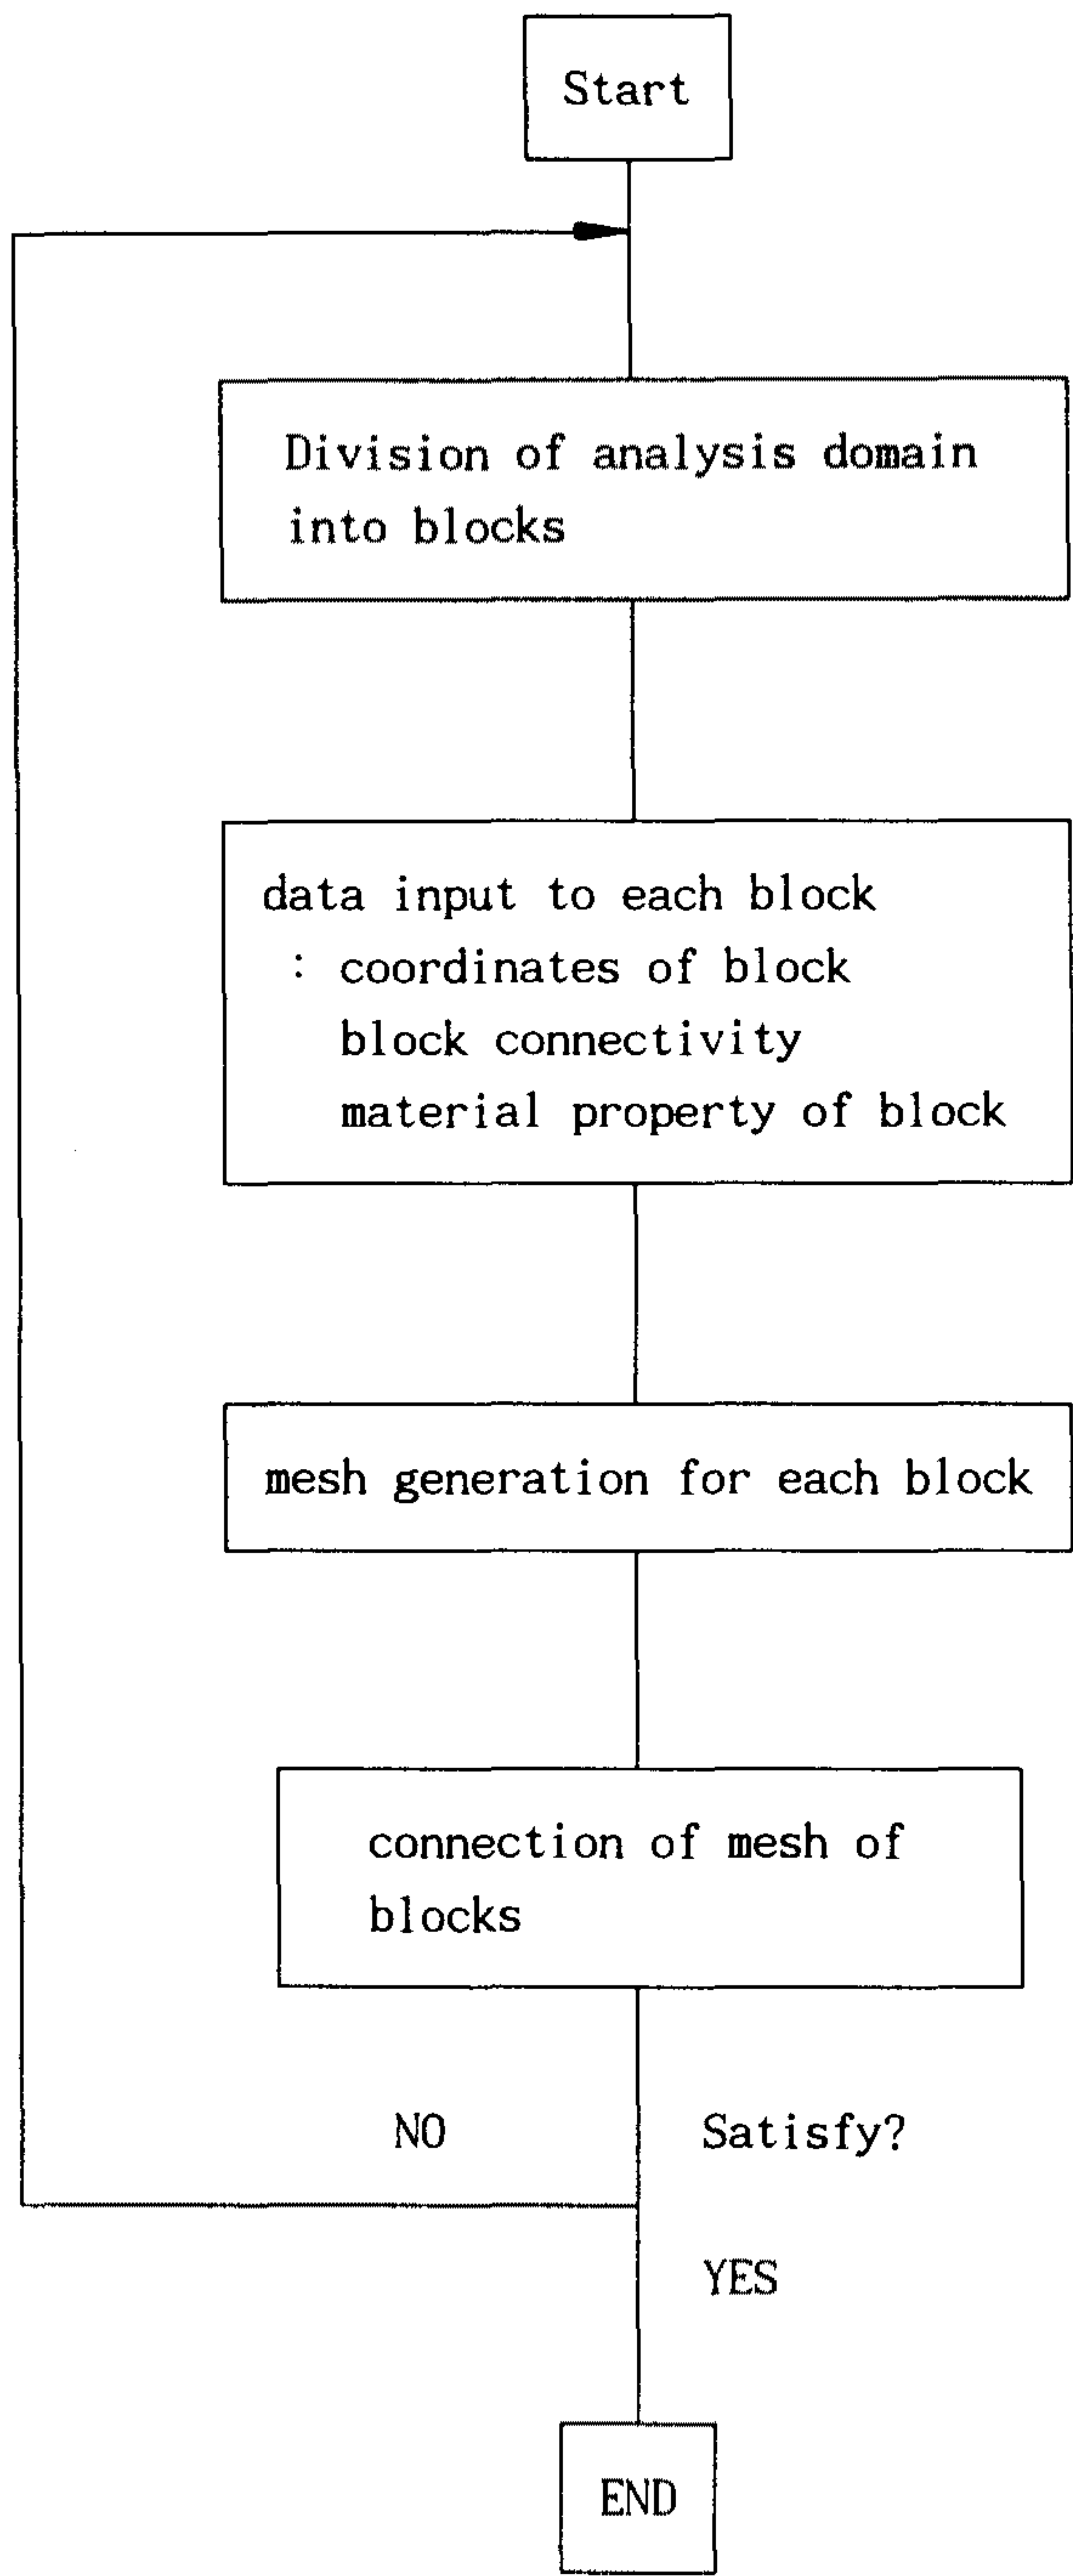 Start
Division of analysis domain
into blocks
data input to each block
: coordinates of block
block connectivity
material property of block
mesh generation for each block
connection of mesh of
blocks
NO
Satisfy?
YES
END